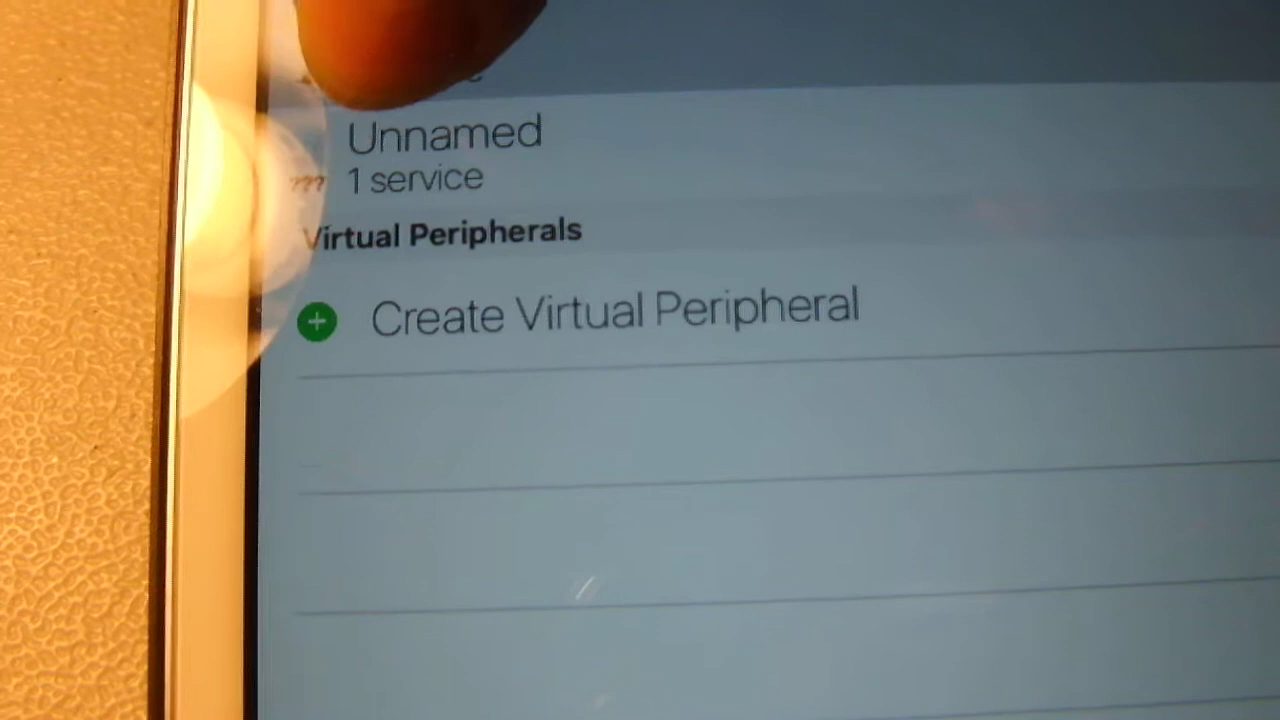 Unnamed
??? 1 service
Virtual Peripherals
Create Virtual Peripheral